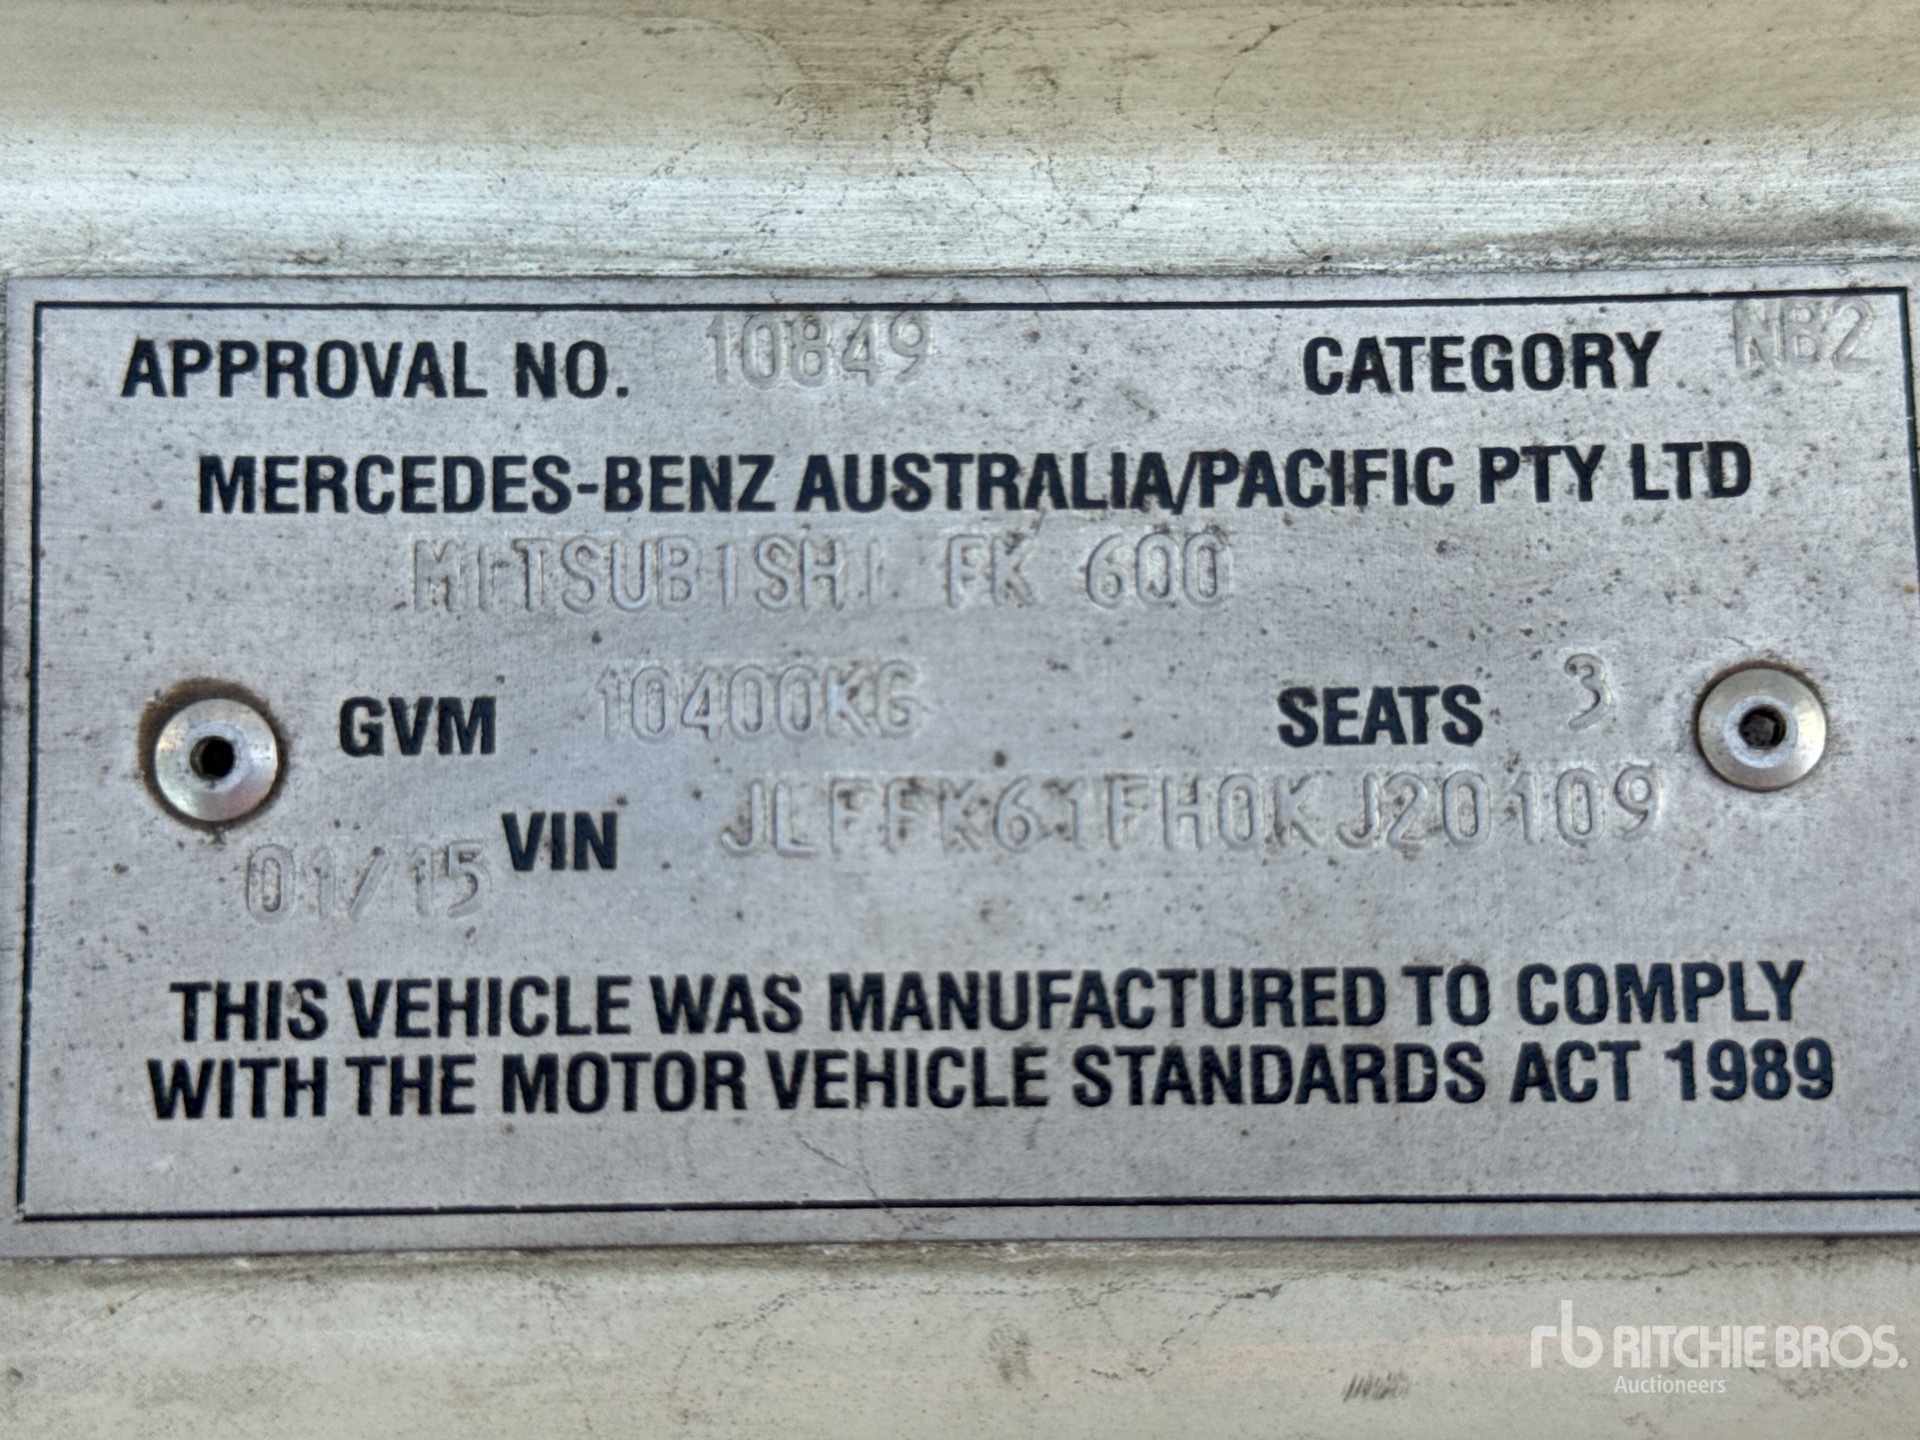 APPROVAL NO. 10849 CATEGORY NB2
MERCEDES-BENZ AUSTRALIA/PACIFIC PTY LTD
MITSUBISHI FK 600
GVM 10400KG SEATS 3
01/15 VIN JLFFK61FH0KJ20109
THIS VEHICLE WAS MANUFACTURED TO COMPLY
WITH THE MOTOR VEHICLE STANDARDS ACT 1989
rb RITCHIE BROS.
Auctioneers